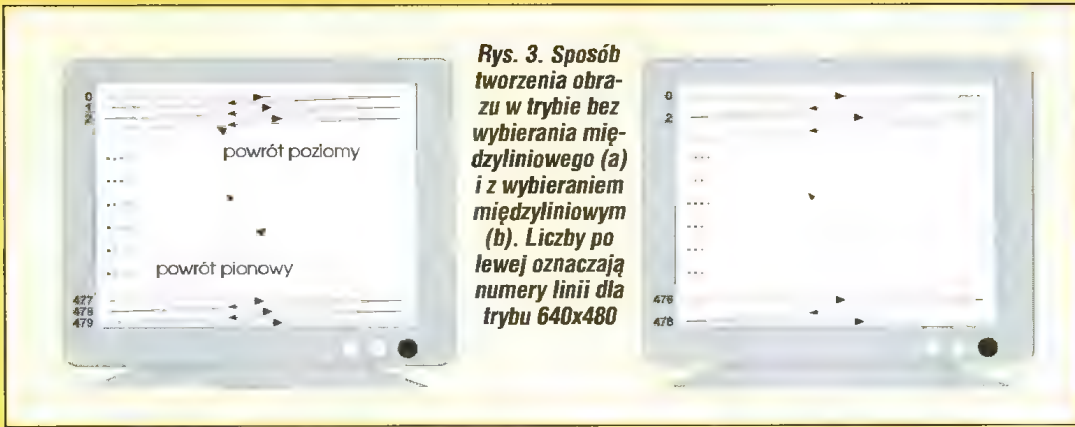 0
1
2
powrót poziomy
powrót pionowy
477
478
479
Rys. 3. Sposób
tworzenia obra-
zu w trybie bez
wybierania mię-
dzyliniowego (a)
i z wybieraniem
międzyliniowym
(b). Liczby po
lewej oznaczają
numery linii dla
trybu 640x480
0
2
476
478